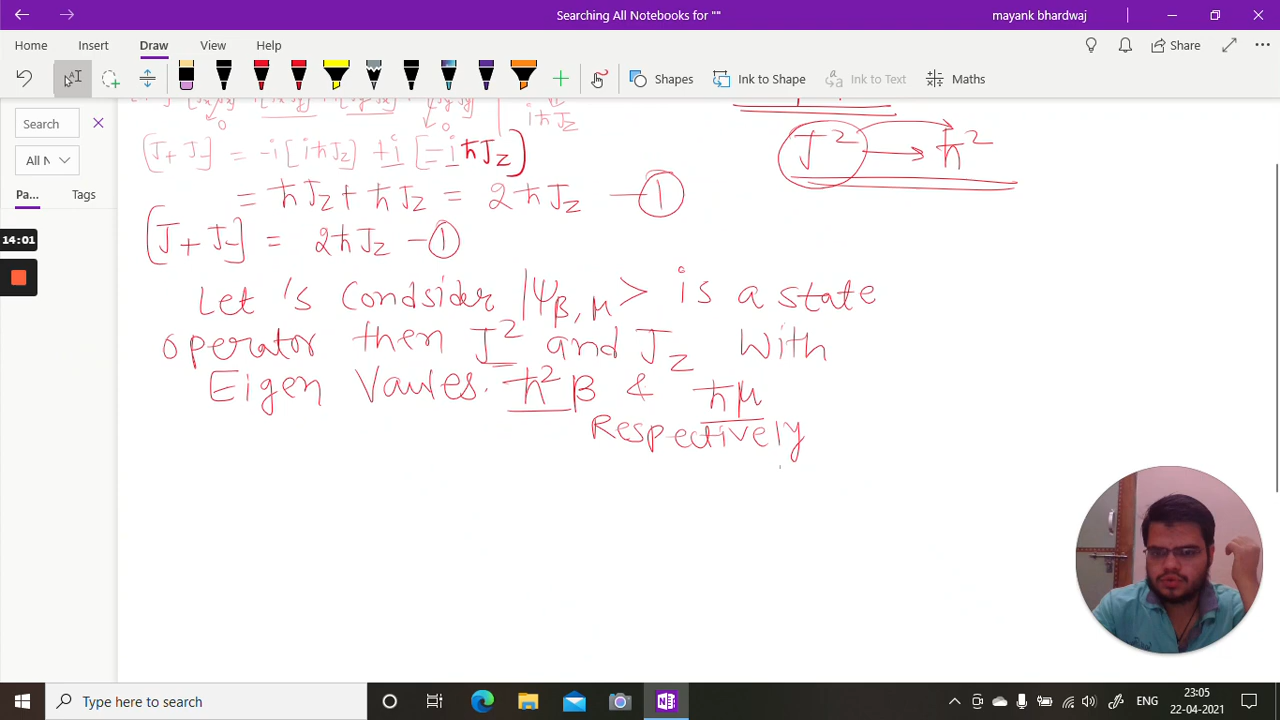 Searching All Notebooks for ""
mayank bhardwaj
Home Insert Draw View Help
Share
Shapes Ink to Shape Ink to Text Maths
Search
All N
Pa... Tags
14:01
iħJz
0 0
[J+ J-] = -i[iħJz] +i[-iħJz]
J² → ħ²
= ħJz + ħJz = 2ħJz —①
[J+ J-] = 2ħJz -①
Let 's Condsider |Ψβ,μ> is a state
operator then J² and Jz With
Eigen Vaules. ħ²β & ħμ
Respectively
Type here to search
ENG
23:05
22-04-2021